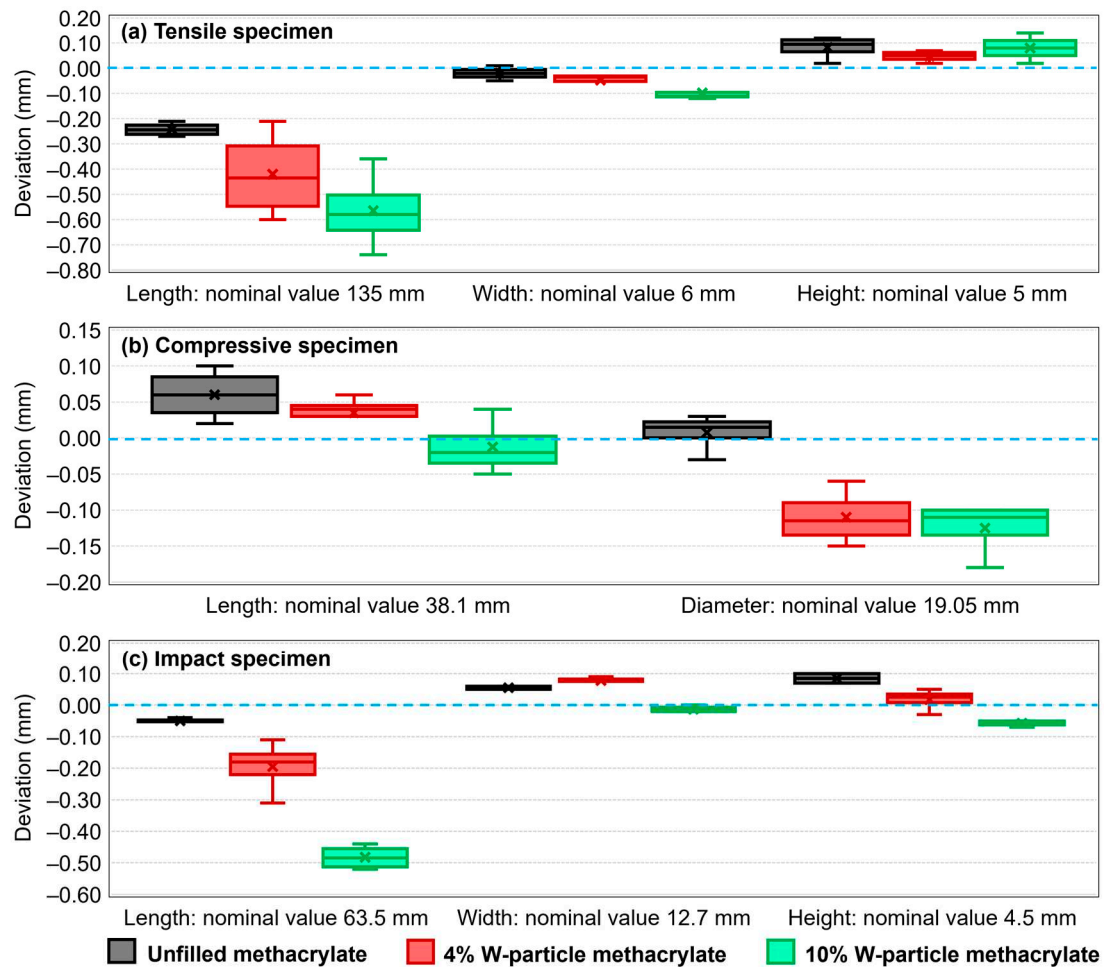 (a) Tensile specimen
Deviation (mm)
0.20
0.10
0.00
–0.10
–0.20
–0.30
–0.40
–0.50
–0.60
–0.70
–0.80
Length: nominal value 135 mm Width: nominal value 6 mm Height: nominal value 5 mm
(b) Compressive specimen
Deviation (mm)
0.15
0.10
0.05
0.00
–0.05
–0.10
–0.15
–0.20
Length: nominal value 38.1 mm Diameter: nominal value 19.05 mm
(c) Impact specimen
Deviation (mm)
0.20
0.10
0.00
–0.10
–0.20
–0.30
–0.40
–0.50
–0.60
Length: nominal value 63.5 mm Width: nominal value 12.7 mm Height: nominal value 4.5 mm
Unfilled methacrylate 4% W-particle methacrylate 10% W-particle methacrylate